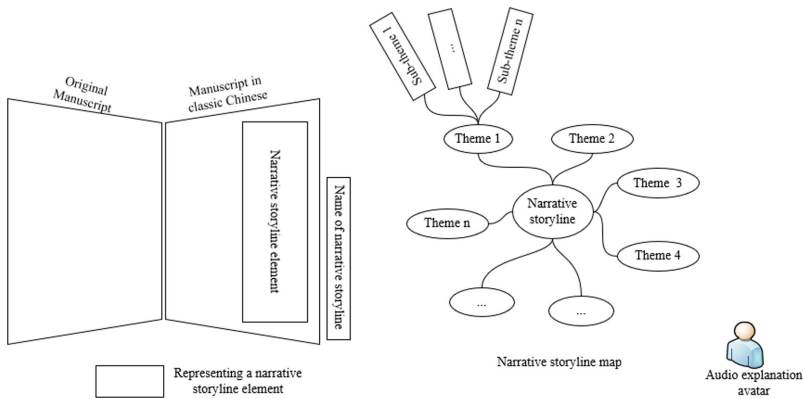 Original
Manuscript
Manuscript in
classic Chinese
Narrative storyline element
Name of narrative storyline
Representing a narrative
storyline element
Sub-theme 1
...
Sub-theme n
Theme 1
Theme 2
Theme 3
Theme 4
Narrative
storyline
Theme n
...
...
Narrative storyline map
Audio explanation
avatar